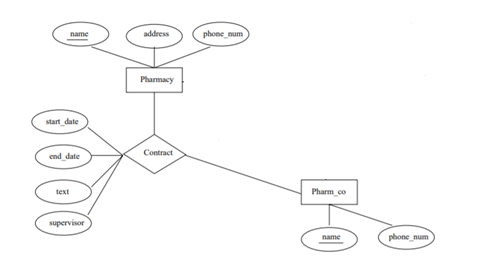 name
address
phone_num
Pharmacy
start_date
end_date
text
supervisor
Contract
Pharm_co
name
phone_num